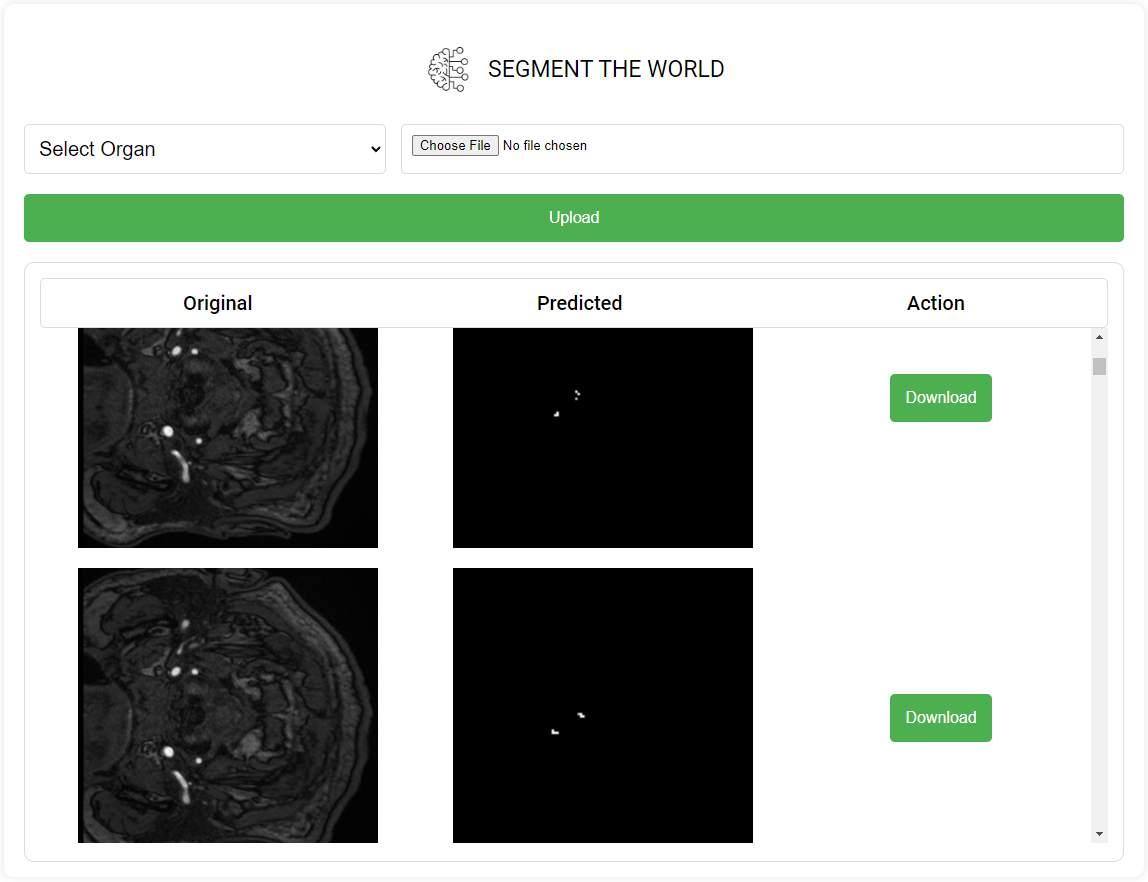 SEGMENT THE WORLD
Select Organ
Choose File No file chosen
Upload
Original Predicted Action
Download
Download